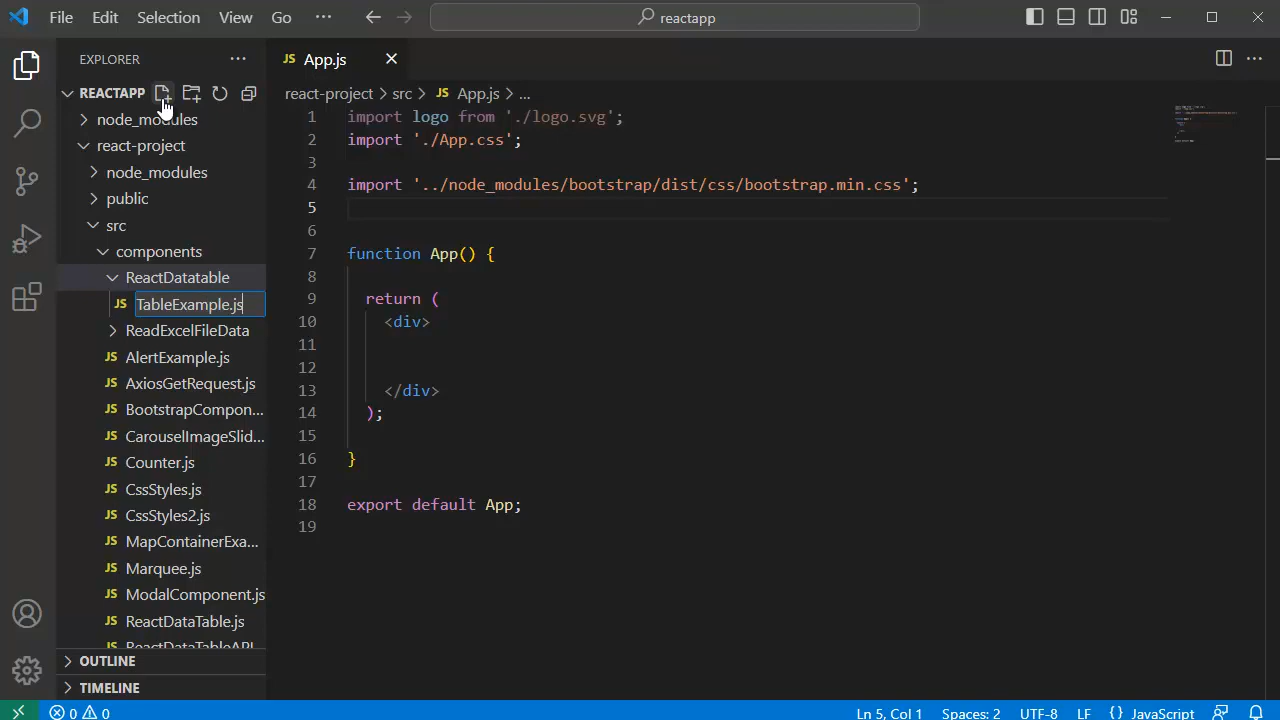 File Edit Selection View Go ··· reactapp
EXPLORER ···
REACTAPP
node_modules
react-project
node_modules
public
src
components
ReactDatatable
JS TableExample.js
ReadExcelFileData
JS AlertExample.js
JS AxiosGetRequest.js
JS BootstrapCompon...
JS CarouselImageSlid...
JS Counter.js
JS CssStyles.js
JS CssStyles2.js
JS MapContainerExa...
JS Marquee.js
JS ModalComponent.js
JS ReactDataTable.js
JS ReactDataTableAPI
OUTLINE
TIMELINE
JS App.js
···
react-project > src > JS App.js > ...
1 import logo from './logo.svg';
2 import './App.css';
3
4 import '../node_modules/bootstrap/dist/css/bootstrap.min.css';
5
6
7 function App() {
8
9 return (
10 <div>
11
12
13 </div>
14 );
15
16 }
17
18 export default App;
19
0 0 Ln 5, Col 1 Spaces: 2 UTF-8 LF {} JavaScript